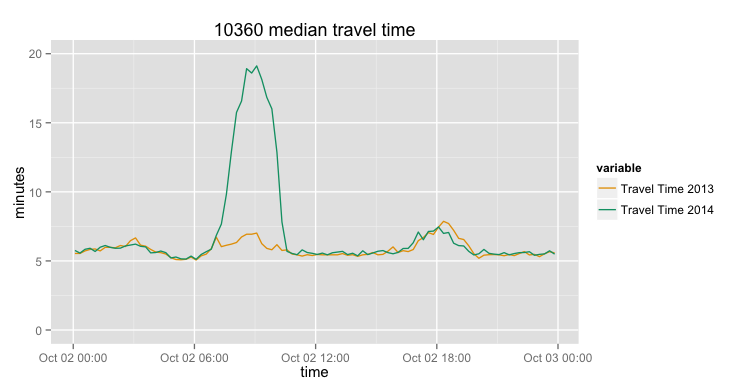 10360 median travel time
20
15
10
5
0
minutes
Oct 02 00:00
Oct 02 06:00
Oct 02 12:00
Oct 02 18:00
Oct 03 00:00
time
variable
Travel Time 2013
Travel Time 2014